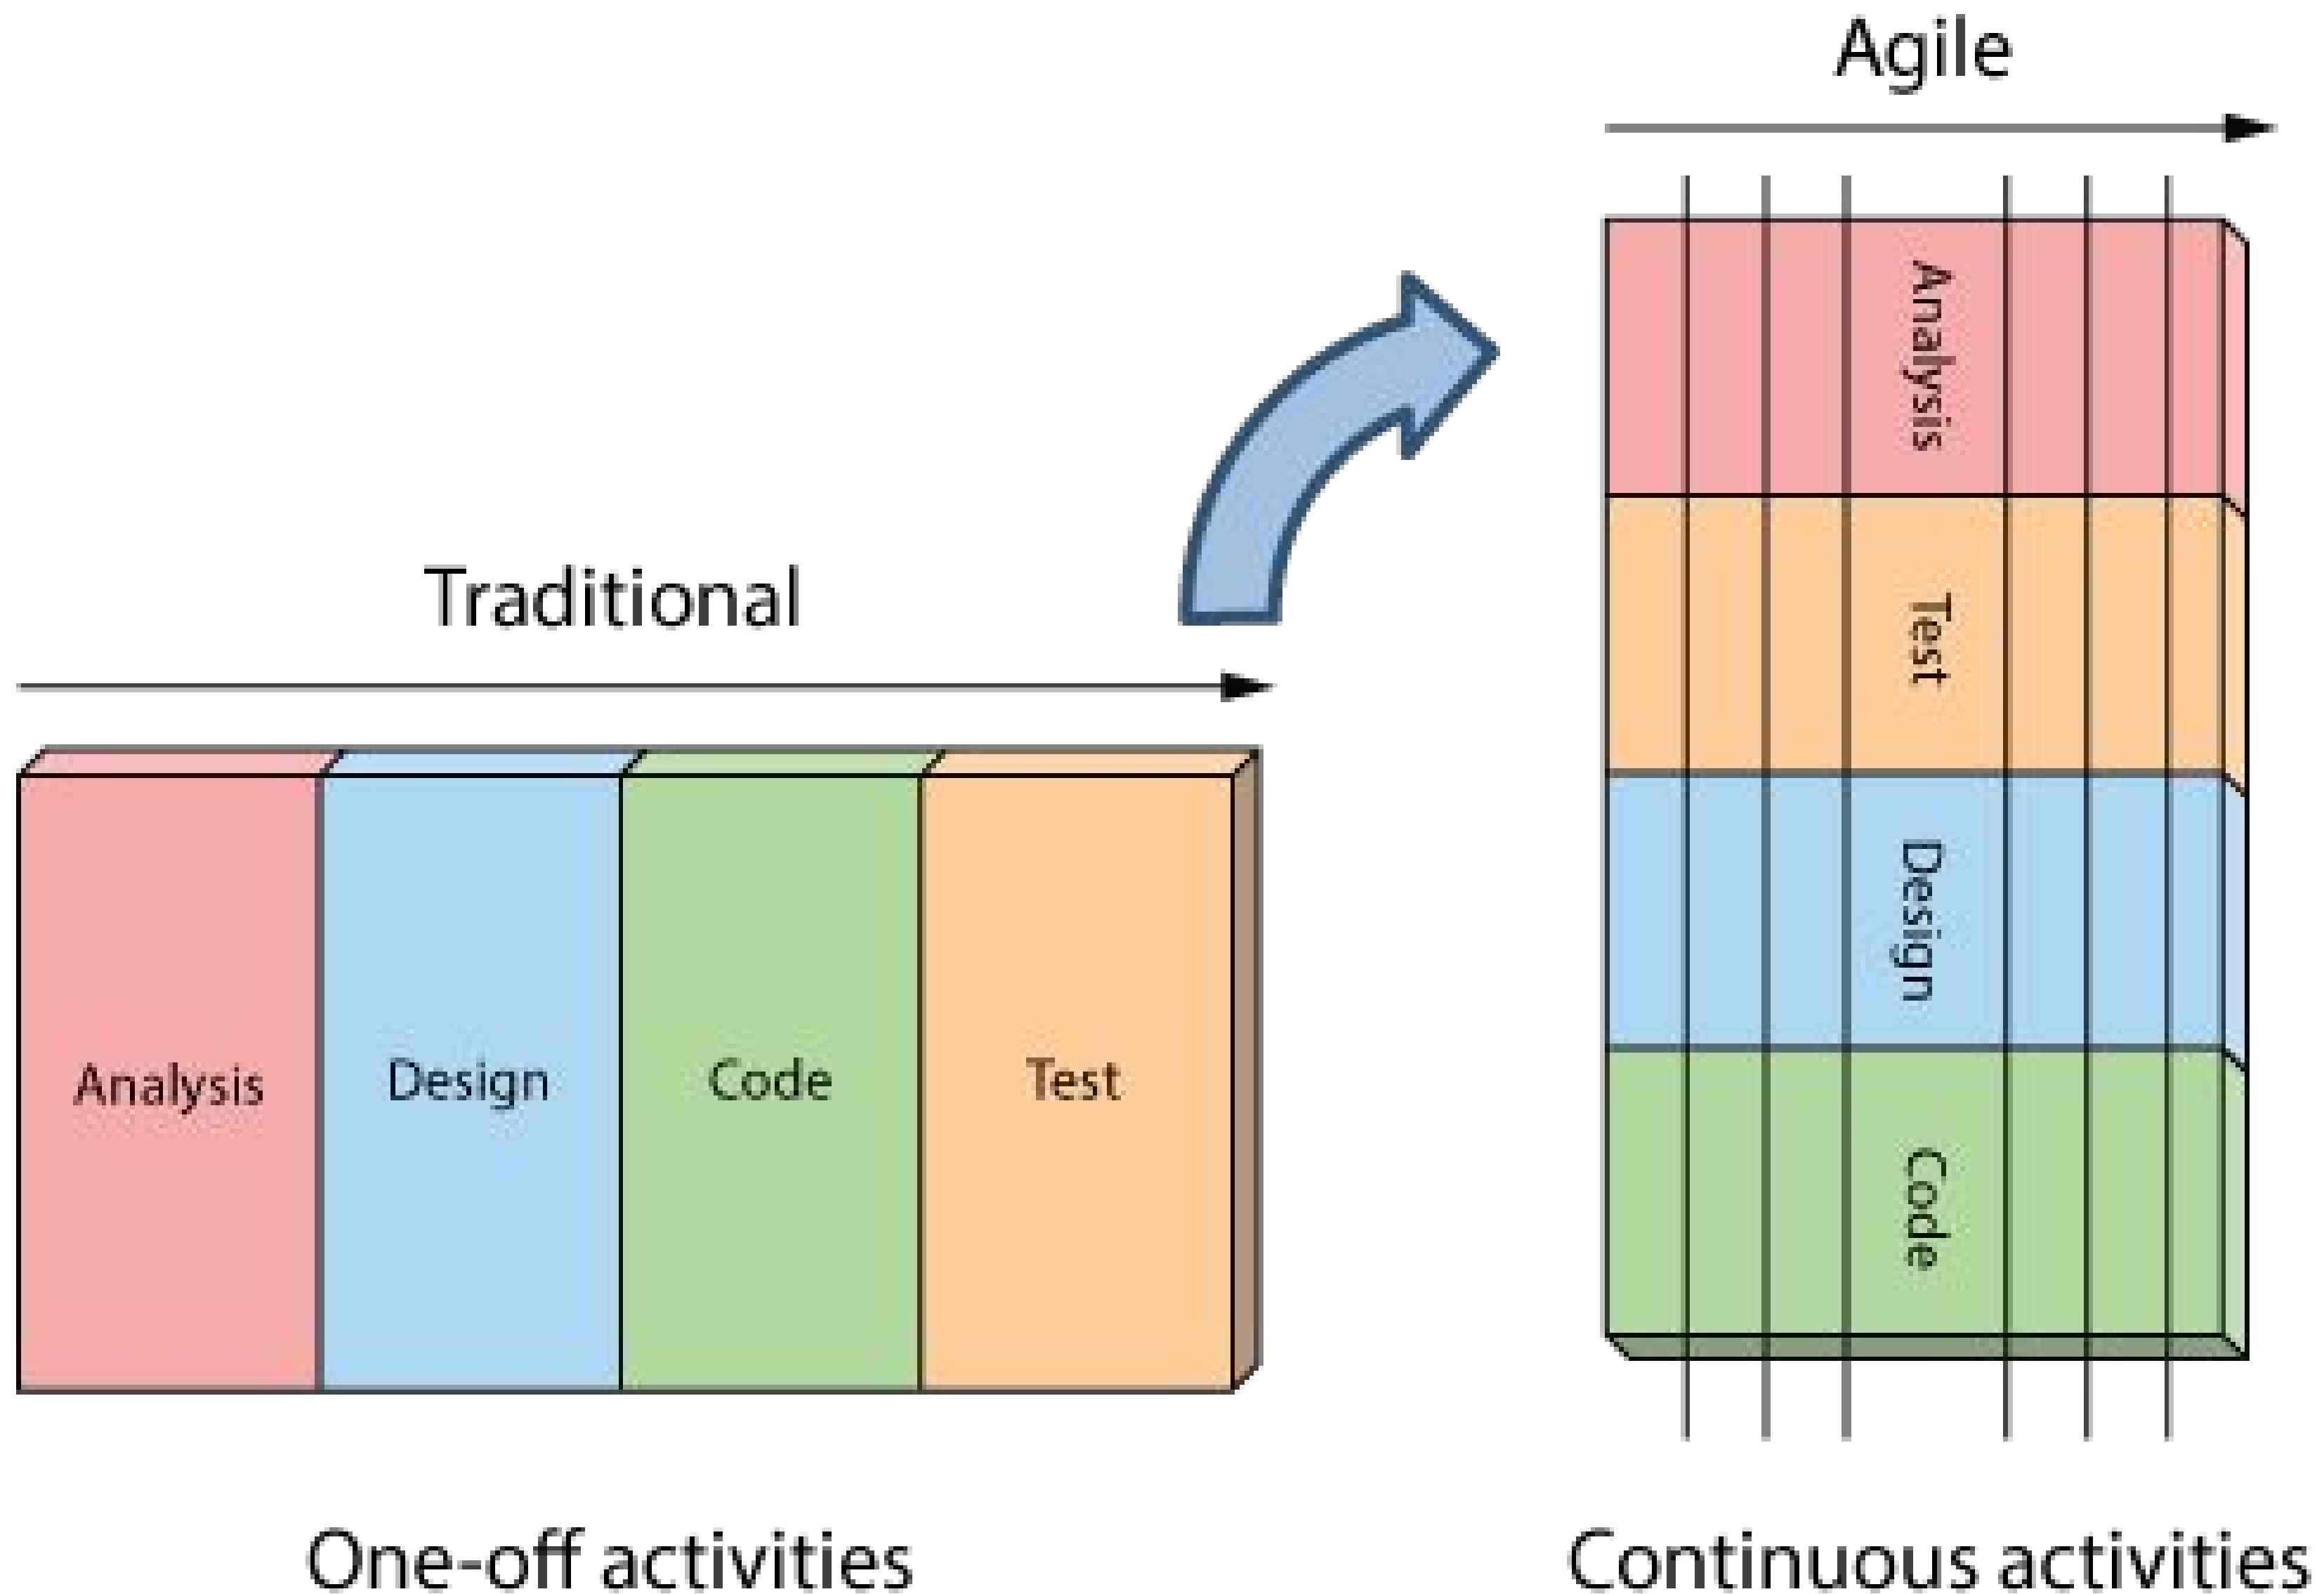 Agile
Traditional
Analysis
Design
Code
Test
Analysis
Test
Design
Code
One-off activities
Continuous activities